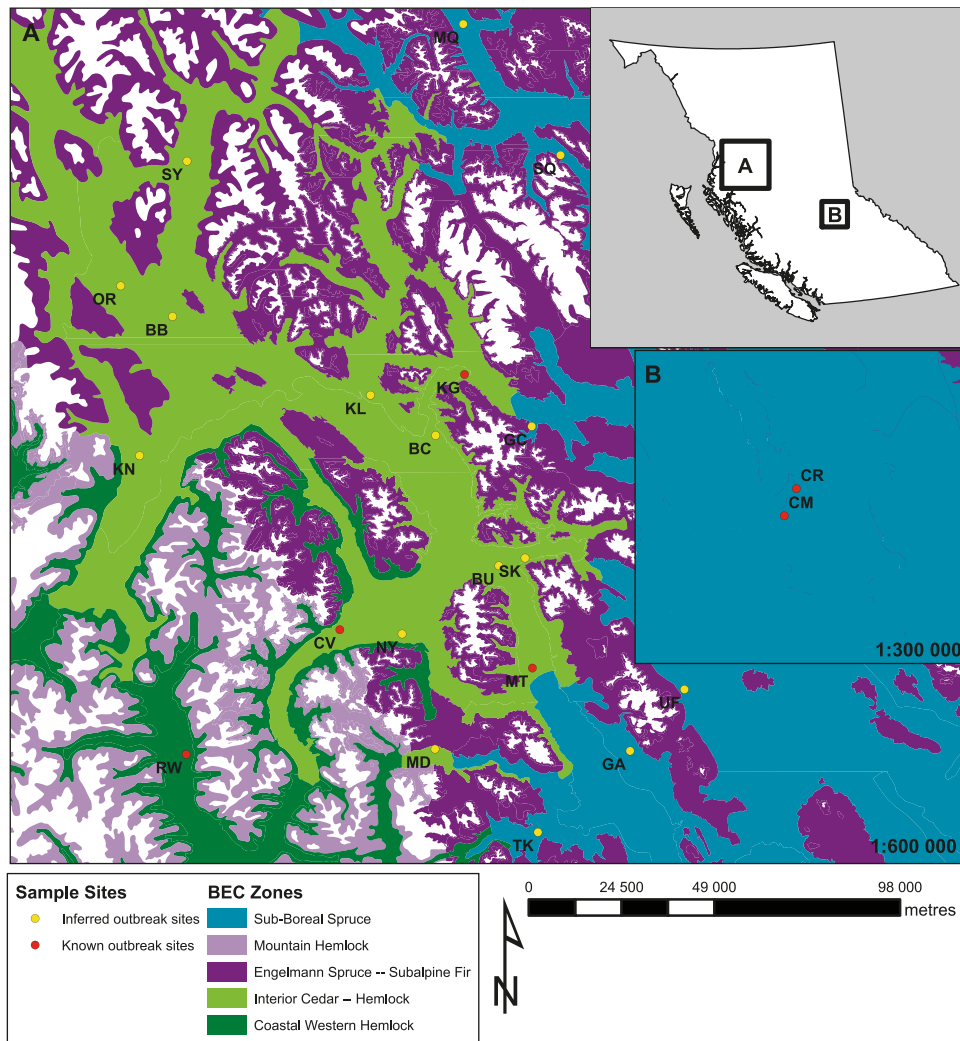 A
MQ
SY
SQ
A
B
OR
BB
KG
KL
BC
GC
KN
B
CR
CM
1:300 000
SK
BU
CV
NY
MT
UF
RW
MD
GA
TK
1:600 000
Sample Sites
Inferred outbreak sites
Known outbreak sites
BEC Zones
Sub-Boreal Spruce
Mountain Hemlock
Engelmann Spruce -- Subalpine Fir
Interior Cedar – Hemlock
Coastal Western Hemlock
0 24 500 49 000 98 000
metres
N